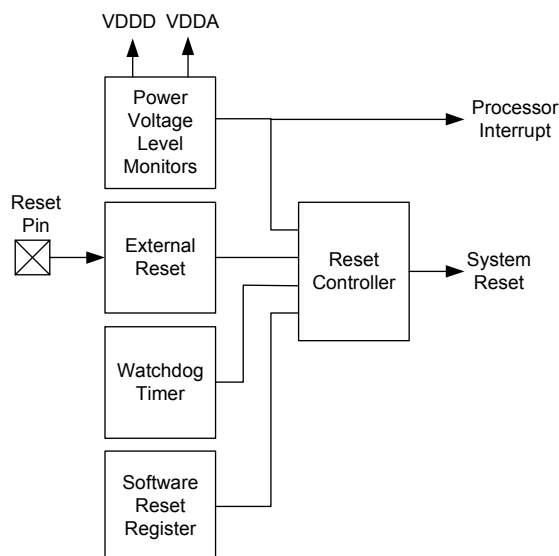 VDDD VDDA
Power
Voltage
Level
Monitors
Processor
Interrupt
Reset
Pin
External
Reset
Reset
Controller
System
Reset
Watchdog
Timer
Software
Reset
Register